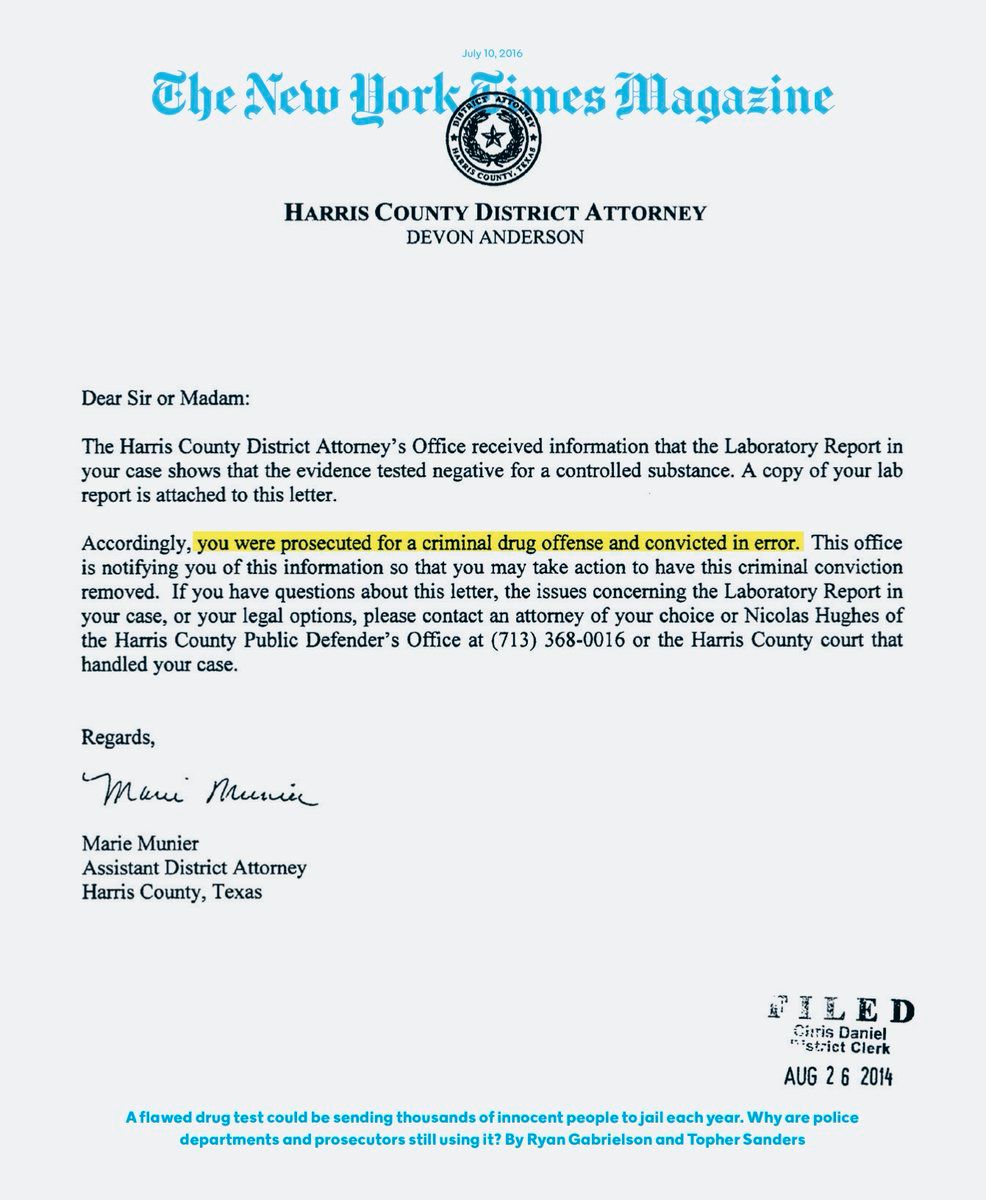 July 10, 2016
The New York Times Magazine
DISTRICT ATTORNEY
HARRIS COUNTY, TEXAS
HARRIS COUNTY DISTRICT ATTORNEY
DEVON ANDERSON
Dear Sir or Madam:
The Harris County District Attorney's Office received information that the Laboratory Report in
your case shows that the evidence tested negative for a controlled substance. A copy of your lab
report is attached to this letter.
Accordingly, you were prosecuted for a criminal drug offense and convicted in error. This office
is notifying you of this information so that you may take action to have this criminal conviction
removed. If you have questions about this letter, the issues concerning the Laboratory Report in
your case, or your legal options, please contact an attorney of your choice or Nicolas Hughes of
the Harris County Public Defender's Office at (713) 368-0016 or the Harris County court that
handled your case.
Regards,
Marie Munier
Marie Munier
Assistant District Attorney
Harris County, Texas
FILED
Chris Daniel
District Clerk
AUG 26 2014
A flawed drug test could be sending thousands of innocent people to jail each year. Why are police
departments and prosecutors still using it? By Ryan Gabrielson and Topher Sanders